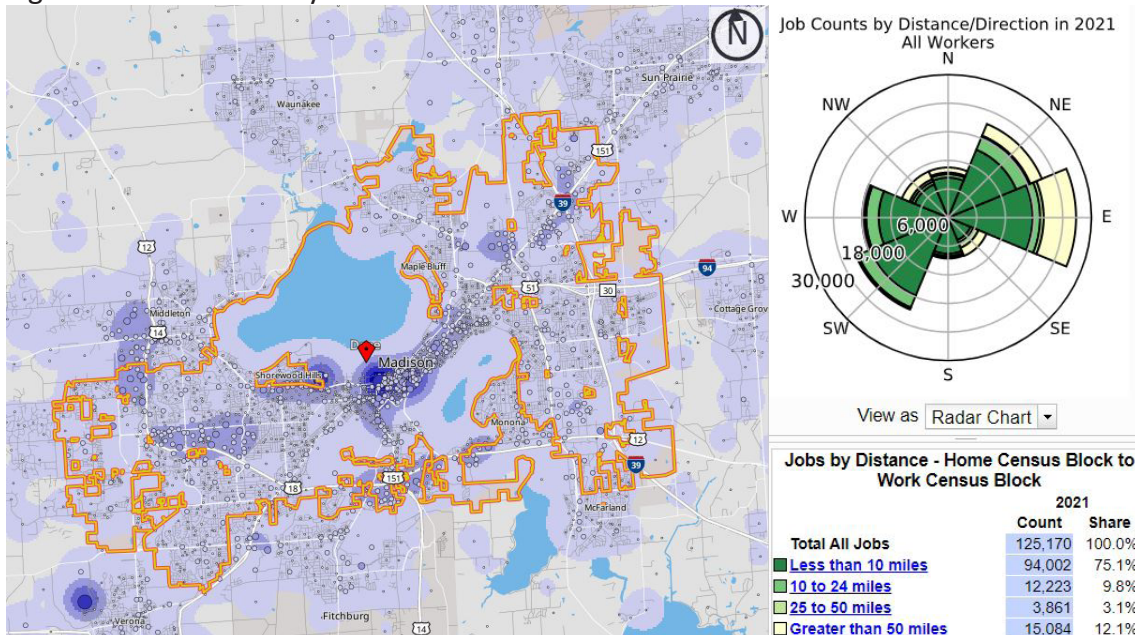 N
Sun Prairie
Waunakee
151
39
12
Maple Bluff
94
51
30
Cottage Grov
Middleton
14
Madison
Shorewood Hills
Monona
12
18
151
39
McFarland
Fitchburg
Verona
14
Job Counts by Distance/Direction in 2021
All Workers
N
NW
NE
W
6,000
E
18,000
30,000
SW
SE
S
View as Radar Chart
Jobs by Distance - Home Census Block to
Work Census Block
2021
Count Share
Total All Jobs 125,170 100.0%
Less than 10 miles 94,002 75.1%
10 to 24 miles 12,223 9.8%
25 to 50 miles 3,861 3.1%
Greater than 50 miles 15,084 12.1%